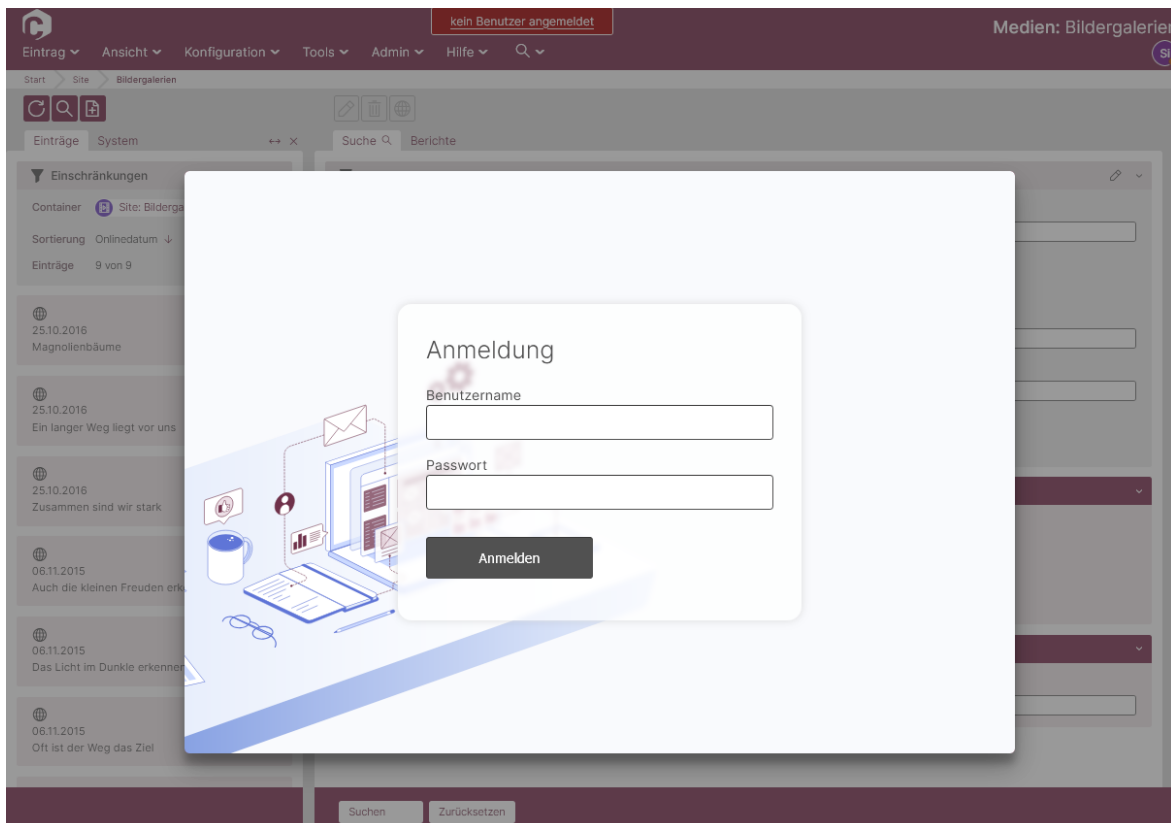 kein Benutzer angemeldet
Medien: Bildergalerien
Eintrag Ansicht Konfiguration Tools Admin Hilfe
Start Site Bildergalerien
Einträge System
Suche Berichte
Einschränkungen
Container Site: Bilderga
Sortierung Onlinedatum ↓
Einträge 9 von 9
25.10.2016
Magnolienbäume
25.10.2016
Ein langer Weg liegt vor uns
25.10.2016
Zusammen sind wir stark
06.11.2015
Auch die kleinen Freuden erk
06.11.2015
Das Licht im Dunkle erkennen
06.11.2015
Oft ist der Weg das Ziel
Anmeldung
Benutzername
Passwort
Anmelden
Suchen Zurücksetzen